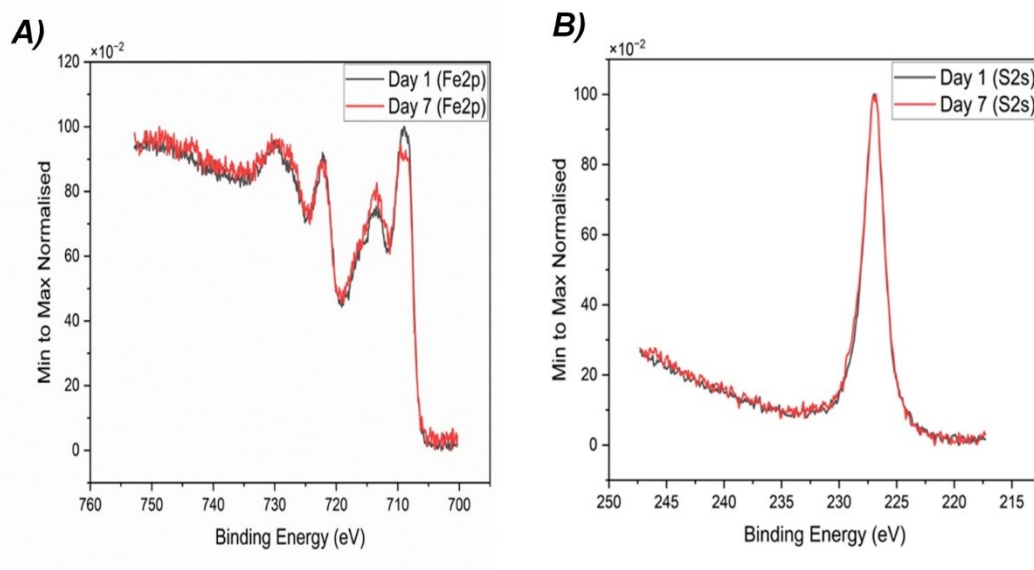 A)
×10⁻²
120
100
80
60
40
20
0
Day 1 (Fe2p)
Day 7 (Fe2p)
Min to Max Normalised
760 750 740 730 720 710 700
Binding Energy (eV)
B)
×10⁻²
100
80
60
40
20
0
Day 1 (S2s)
Day 7 (S2s)
Min to Max Normalised
250 245 240 235 230 225 220 215
Binding Energy (eV)